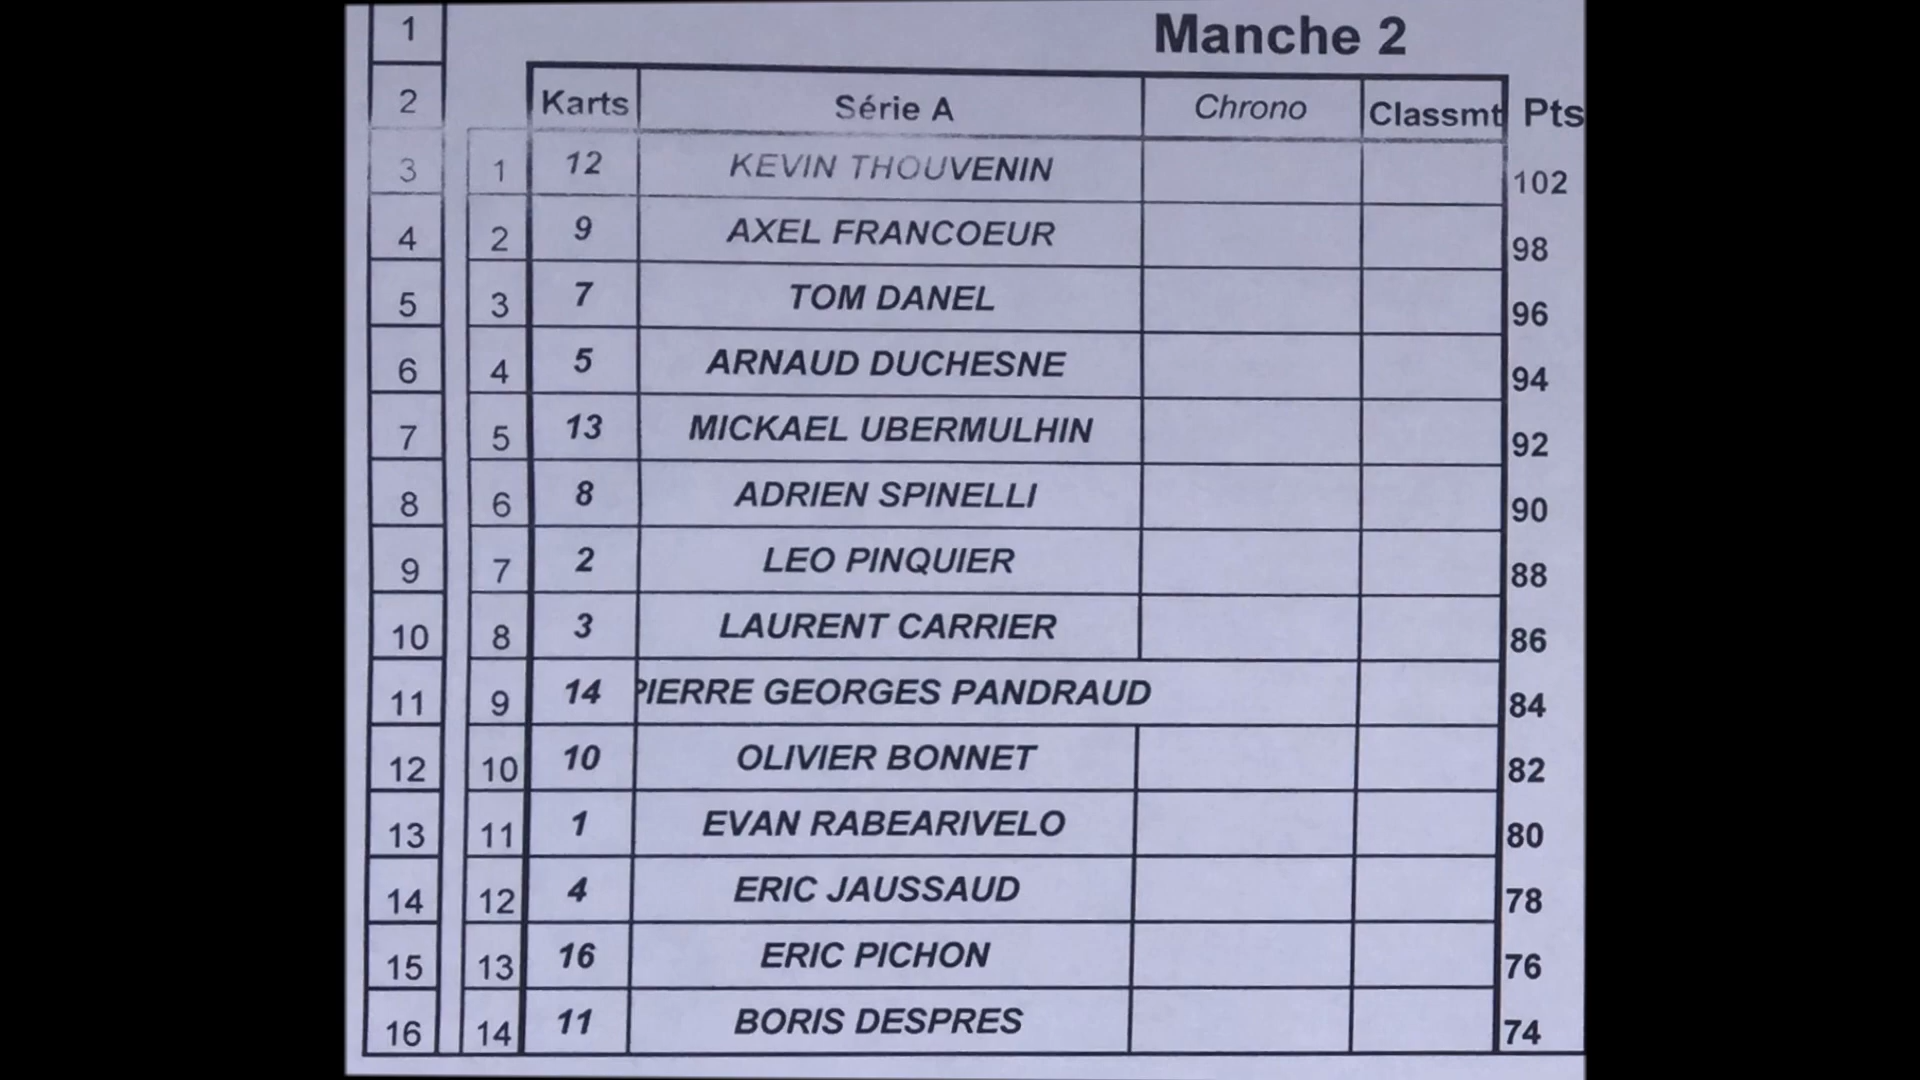 1 Manche 2
2 Karts Série A Chrono Classmt Pts
3 1 12 KEVIN THOUVENIN 102
4 2 9 AXEL FRANCOEUR 98
5 3 7 TOM DANEL 96
6 4 5 ARNAUD DUCHESNE 94
7 5 13 MICKAEL UBERMULHIN 92
8 6 8 ADRIEN SPINELLI 90
9 7 2 LEO PINQUIER 88
10 8 3 LAURENT CARRIER 86
11 9 14 PIERRE GEORGES PANDRAUD 84
12 10 10 OLIVIER BONNET 82
13 11 1 EVAN RABEARIVELO 80
14 12 4 ERIC JAUSSAUD 78
15 13 16 ERIC PICHON 76
16 14 11 BORIS DESPRES 74